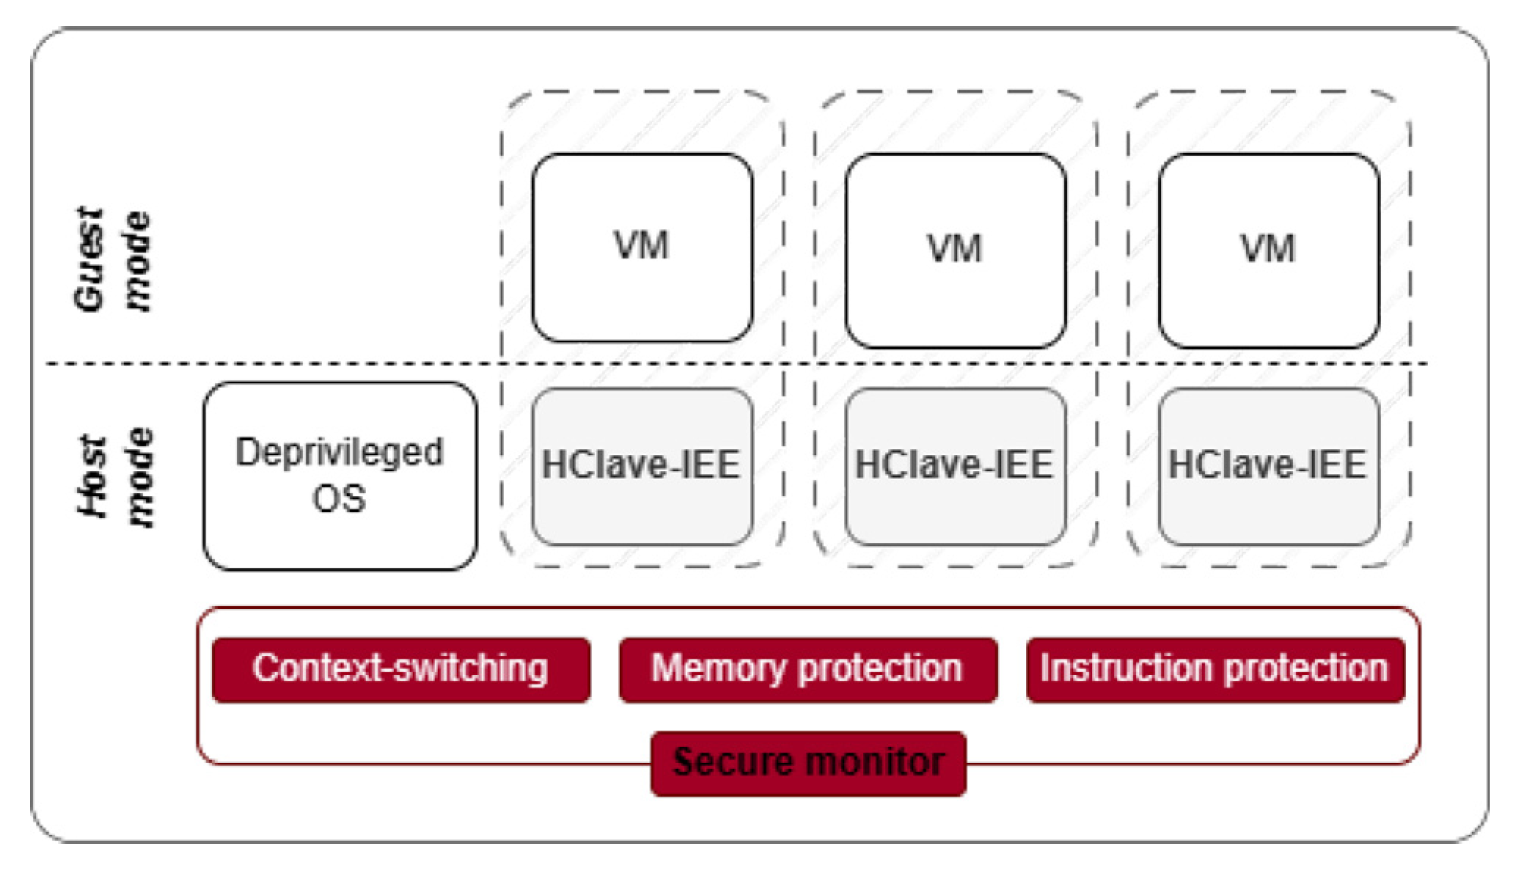 Guest
mode
VM
VM
VM
Host
mode
Deprivileged
OS
HClave-IEE
HClave-IEE
HClave-IEE
Context-switching
Memory protection
Instruction protection
Secure monitor